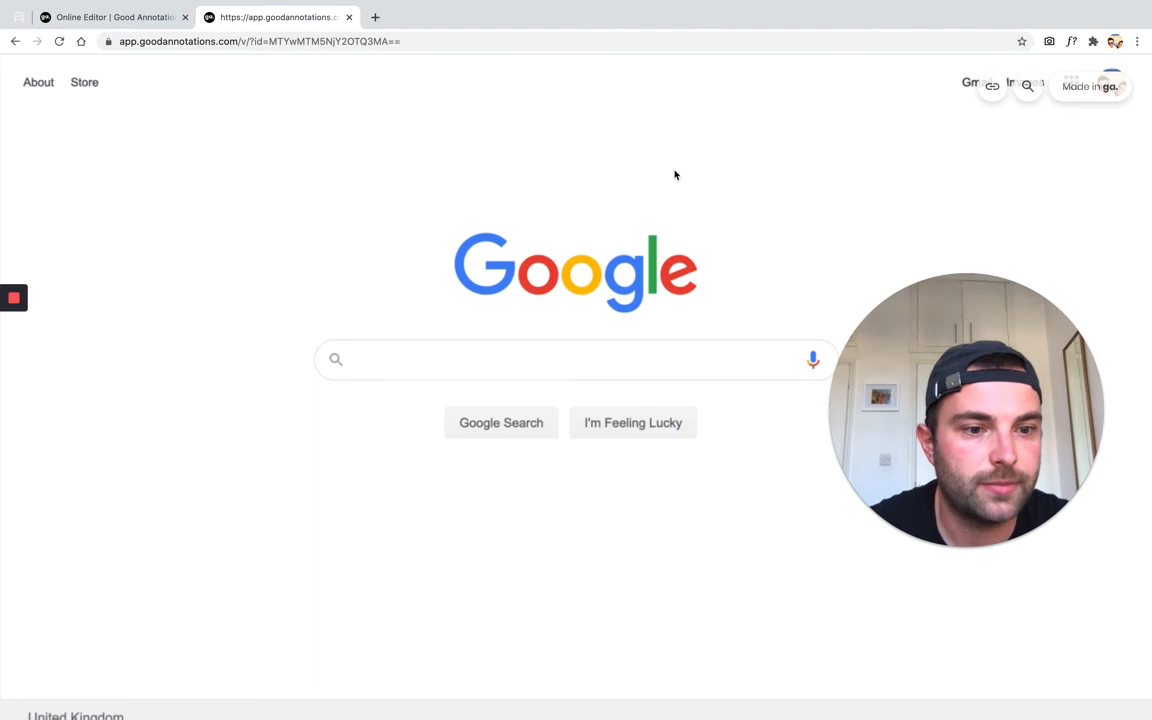 Online Editor | Good Annotatio
https://app.goodannotations.c
app.goodannotations.com/v/?id=MTYwMTM5NjY2OTQ3MA==
f?
About Store
Made in ga.
Google
Google Search I'm Feeling Lucky
United Kingdom